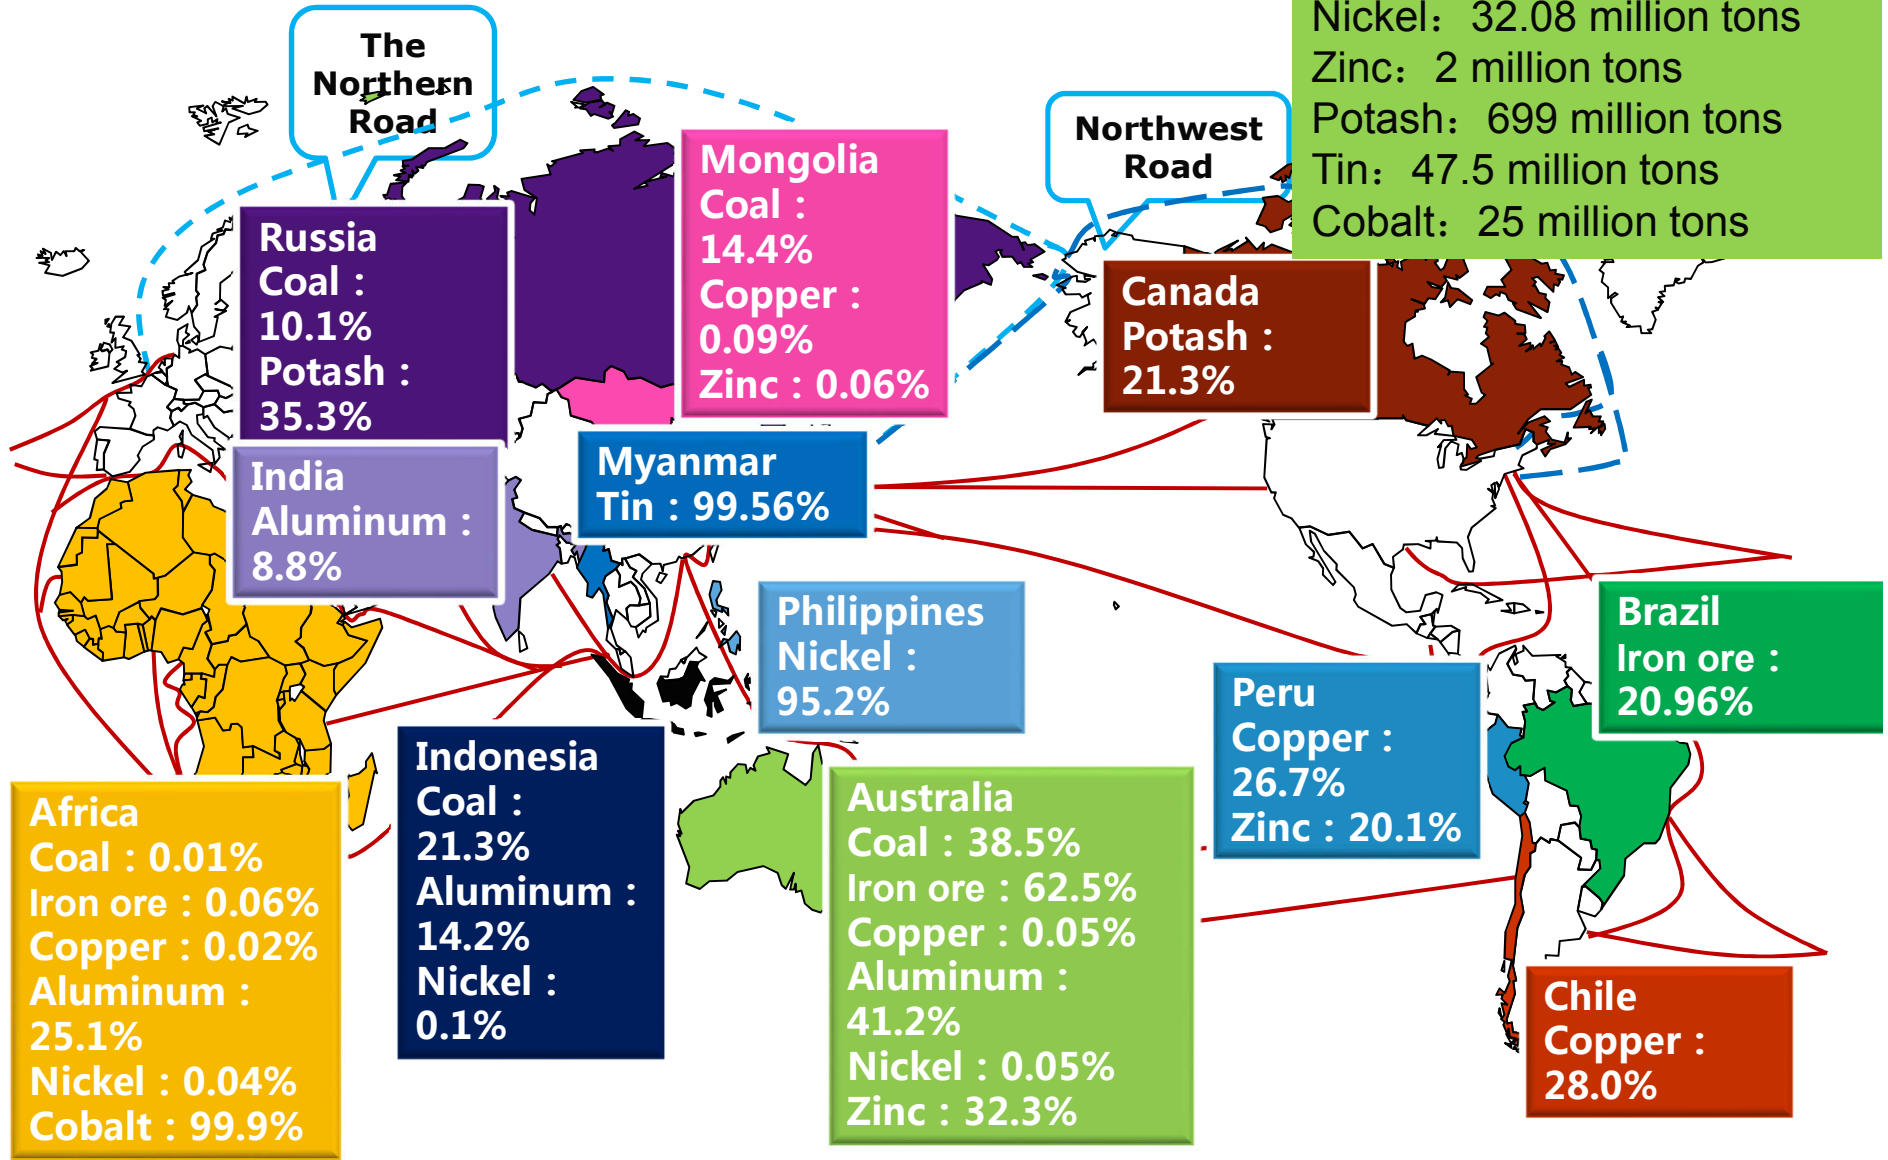 The
Northern
Road
Northwest
Road
Nickel：32.08 million tons
Zinc：2 million tons
Potash：699 million tons
Tin：47.5 million tons
Cobalt：25 million tons
Russia
Coal：
10.1%
Potash：
35.3%
Mongolia
Coal：
14.4%
Copper：
0.09%
Zinc：0.06%
Canada
Potash：
21.3%
India
Aluminum：
8.8%
Myanmar
Tin：99.56%
Philippines
Nickel：
95.2%
Brazil
Iron ore：
20.96%
Peru
Copper：
26.7%
Zinc：20.1%
Africa
Coal：0.01%
Iron ore：0.06%
Copper：0.02%
Aluminum：
25.1%
Nickel：0.04%
Cobalt：99.9%
Indonesia
Coal：
21.3%
Aluminum：
14.2%
Nickel：
0.1%
Australia
Coal：38.5%
Iron ore：62.5%
Copper：0.05%
Aluminum：
41.2%
Nickel：0.05%
Zinc：32.3%
Chile
Copper：
28.0%